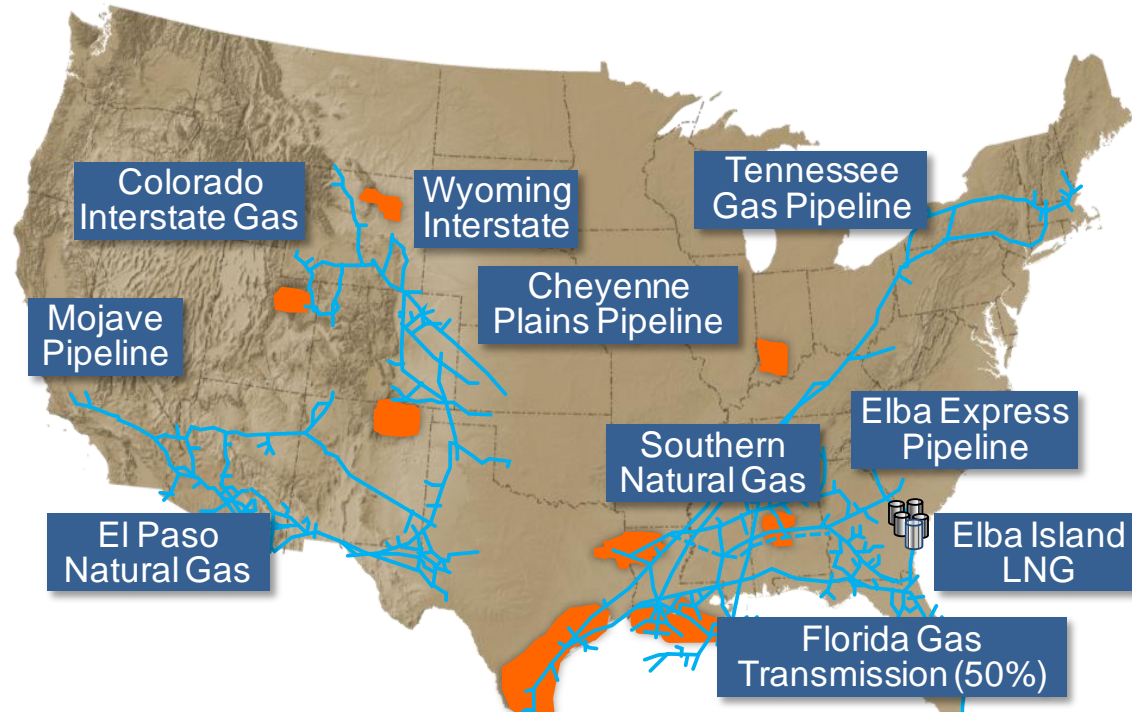 Colorado
Interstate Gas
Wyoming
Interstate
Tennessee
Gas Pipeline
Cheyenne
Plains Pipeline
Mojave
Pipeline
Elba Express
Pipeline
Southern
Natural Gas
El Paso
Natural Gas
Elba Island
LNG
Florida Gas
Transmission (50%)